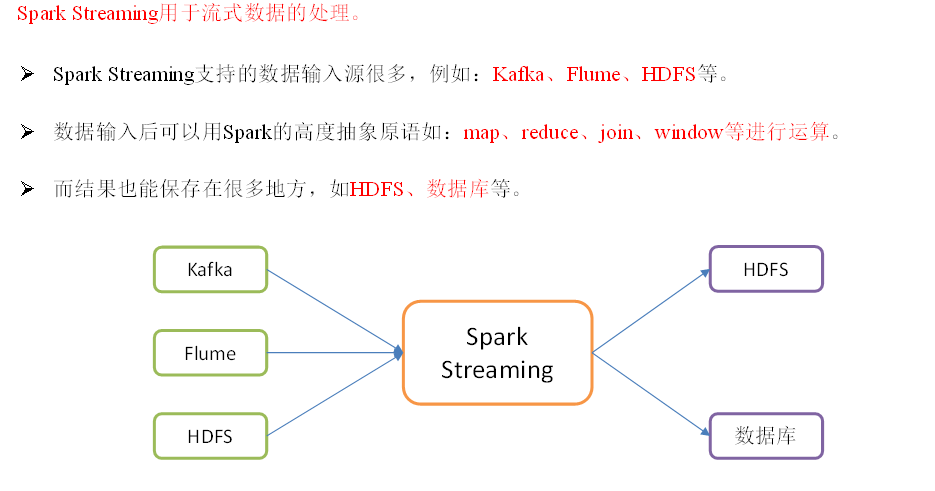 Spark Streaming用于流式数据的处理。
➤ Spark Streaming支持的数据输入源很多，例如：Kafka、Flume、HDFS等。
➤ 数据输入后可以用Spark的高度抽象原语如：map、reduce、join、window等进行运算。
➤ 而结果也能保存在很多地方，如HDFS、数据库等。
Kafka
Flume
HDFS
Spark
Streaming
HDFS
数据库